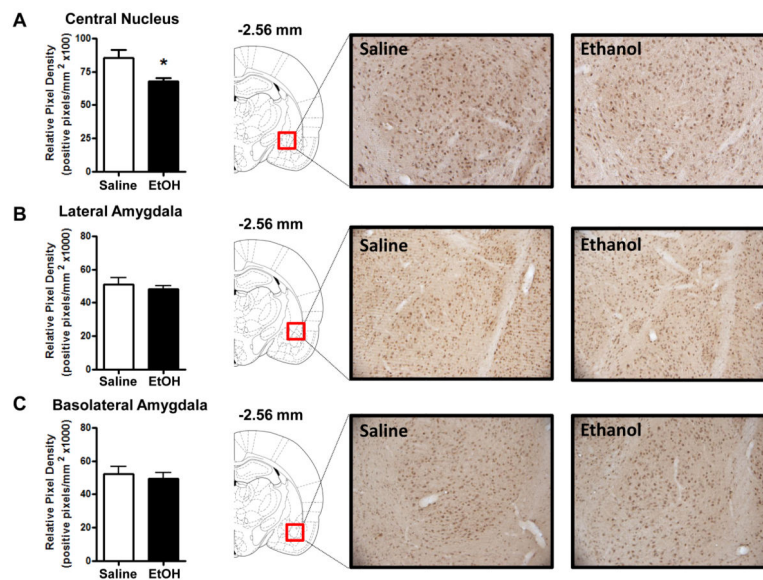 A
Central Nucleus
Relative Pixel Density
(positive pixels/mm ² x100)
100
75
50
25
0
Saline EtOH
*
-2.56 mm
Saline
Ethanol
B
Lateral Amygdala
Relative Pixel Density
(positive pixels/mm ² x1000)
80
60
40
20
0
Saline EtOH
-2.56 mm
Saline
Ethanol
C
Basolateral Amygdala
Relative Pixel Density
(positive pixels/mm ² x1000)
80
60
40
20
0
Saline EtOH
-2.56 mm
Saline
Ethanol